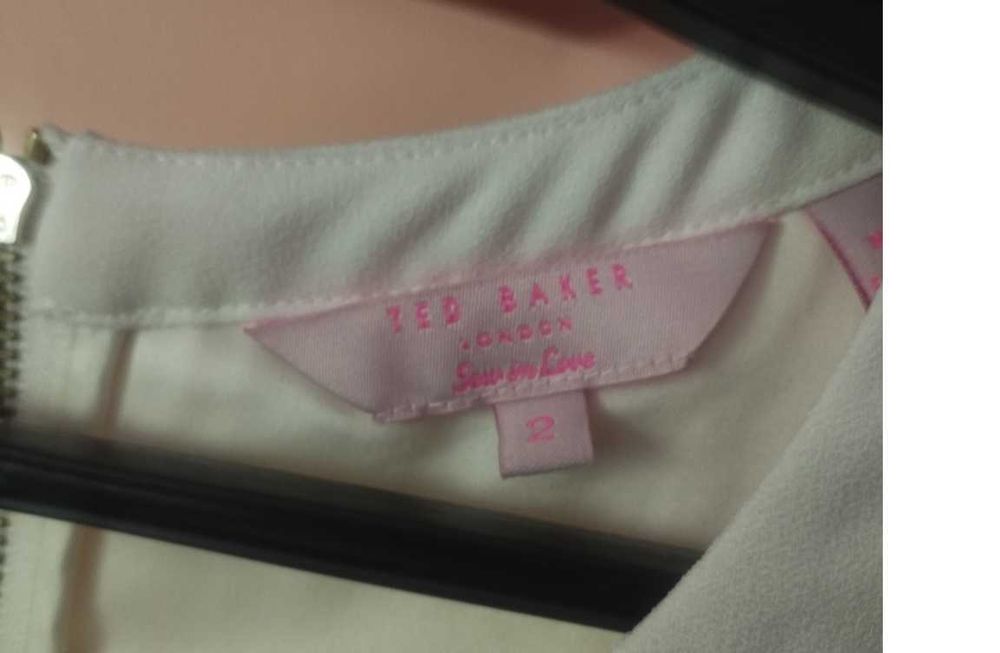 TED BAKER
LONDON
Sew in Love
2